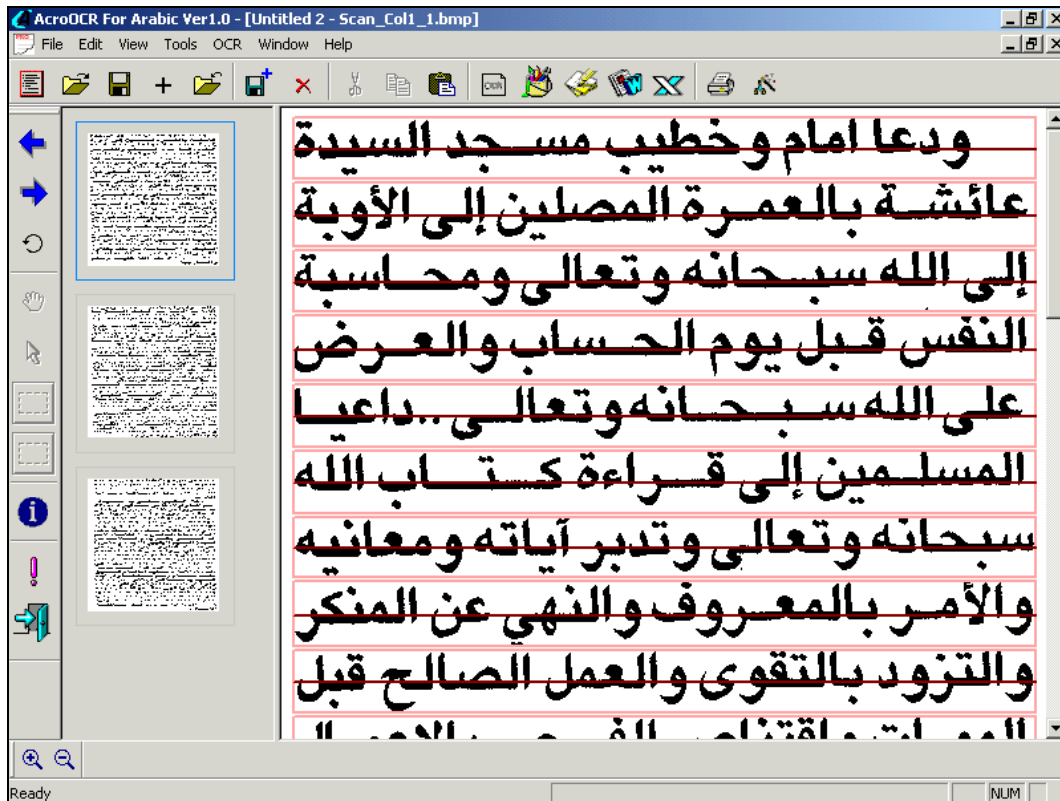 AcroOCR For Arabic Ver1.0 - [Untitled 2 - Scan_Col1_1.bmp]
File Edit View Tools OCR Window Help
ودعا امام وخطيب مسجد السيدة
عائشة بالعمرة المصلين إلى الأوبة
إلى الله سبحانه وتعالى ومحاسبة
النفس قبل يوم الحساب والعرض
على الله سبحانه وتعالى..داعيا
المسلمين إلى قراءة كتاب الله
سبحانه وتعالى وتدبر آياته ومعانيه
والأمر بالمعروف والنهي عن المنكر
والتزود بالتقوى والعمل الصالح قبل
Ready NUM